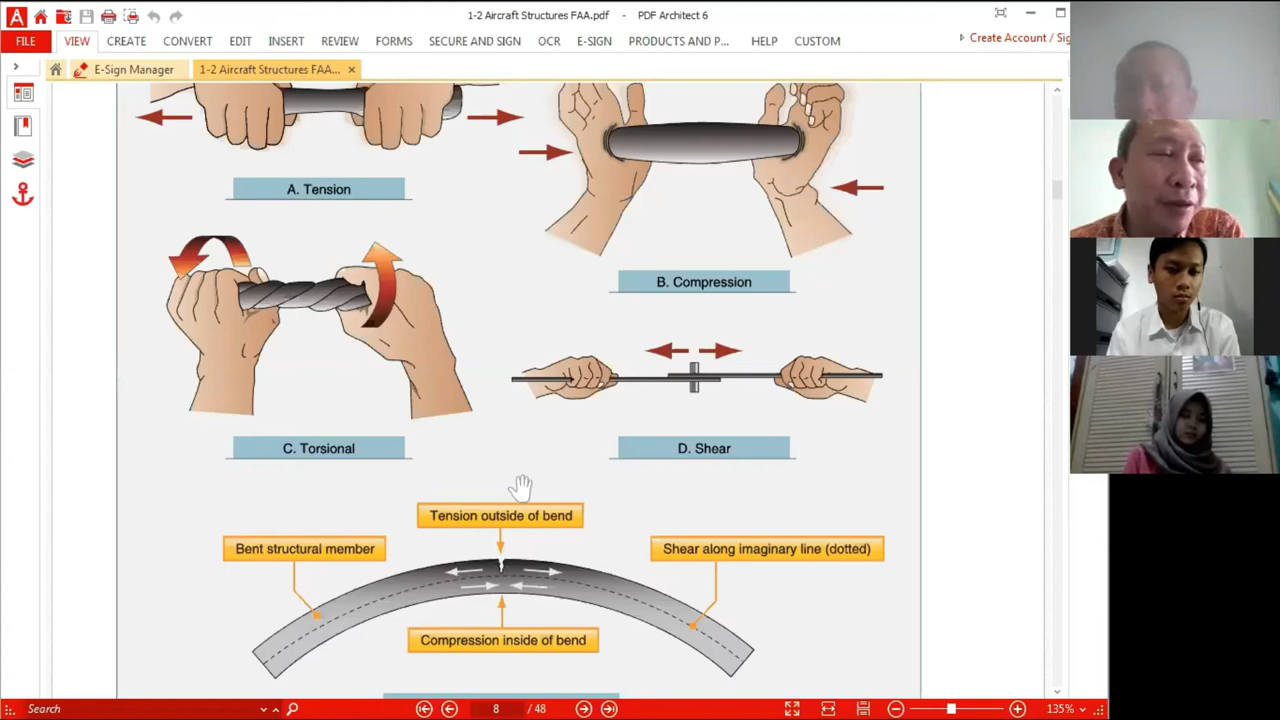 1-2 Aircraft Structures FAA.pdf - PDF Architect 6
FILE VIEW CREATE CONVERT EDIT INSERT REVIEW FORMS SECURE AND SIGN OCR E-SIGN PRODUCTS AND P... HELP CUSTOM Create Account / Sig
E-Sign Manager 1-2 Aircraft Structures FAA... ×
A. Tension
B. Compression
C. Torsional
D. Shear
Tension outside of bend
Bent structural member
Shear along imaginary line (dotted)
Compression inside of bend
Search 8 / 48 135%